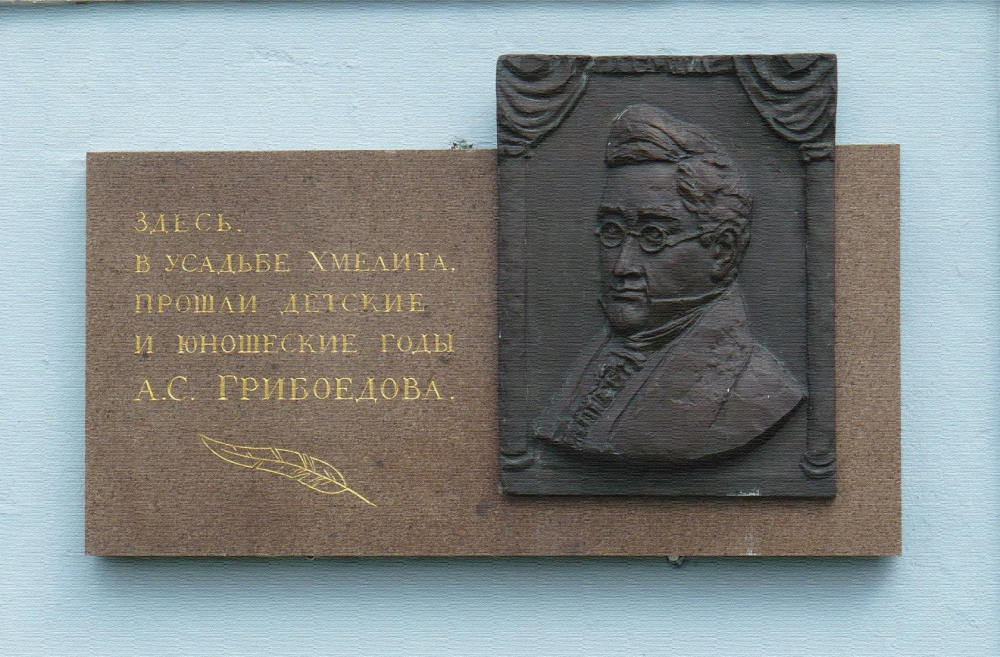 ЗДЕСЬ,
В УСАДЬБЕ ХМЕЛИТА,
ПРОШЛИ ДЕТСКИЕ
И ЮНОШЕСКИЕ ГОДЫ
А.С. ГРИБОЕДОВА.